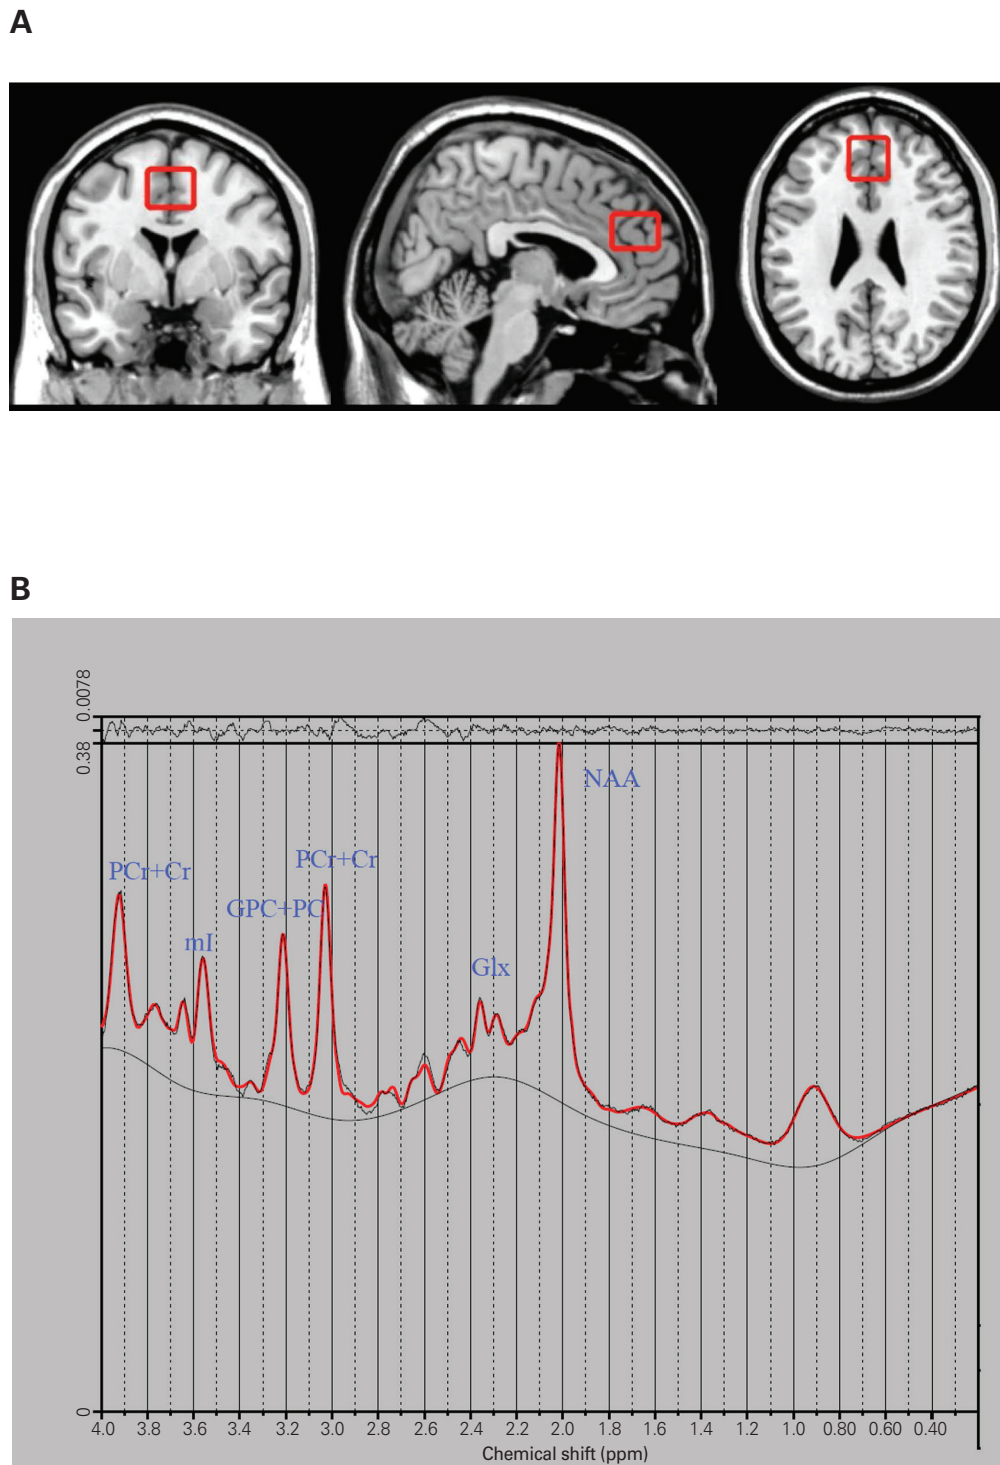 A
B
0.0078
0.38
NAA
PCr+Cr
PCr+Cr
GPC+PC
mI
Glx
0
4.0 3.8 3.6 3.4 3.2 3.0 2.8 2.6 2.4 2.2 2.0 1.8 1.6 1.4 1.2 1.0 0.80 0.60 0.40
Chemical shift (ppm)